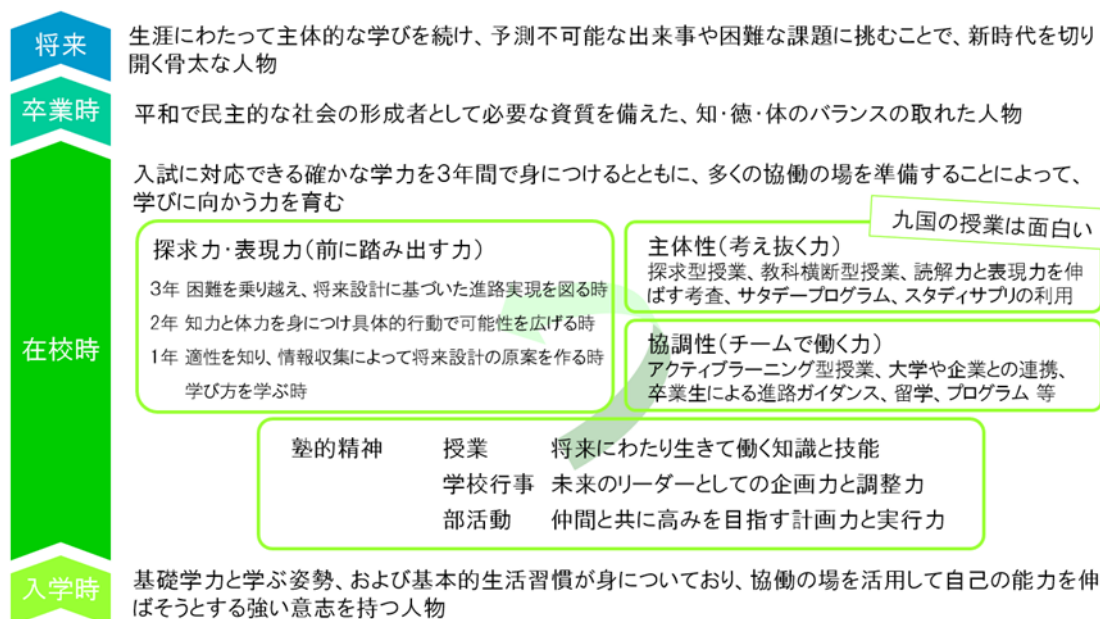 将来
生涯にわたって主体的な学びを続け、予測不可能な出来事や困難な課題に挑むことで、新時代を切り
開く骨太な人物
卒業時
平和で民主的な社会の形成者として必要な資質を備えた、知・徳・体のバランスの取れた人物
在校時
入試に対応できる確かな学力を3年間で身につけるとともに、多くの協働の場を準備することによって、
学びに向かう力を育む
探求力・表現力(前に踏み出す力)
3年 困難を乗り越え、将来設計に基づいた進路実現を図る時
2年 知力と体力を身につけ具体的行動で可能性を広げる時
1年 適性を知り、情報収集によって将来設計の原案を作る時
学び方を学ぶ時
九国の授業は面白い
主体性(考え抜く力)
探求型授業、教科横断型授業、読解力と表現力を伸
ばす考査、サタデープログラム、スタディサプリの利用
協調性(チームで働く力)
アクティブラーニング型授業、大学や企業との連携、
卒業生による進路ガイダンス、留学、プログラム 等
塾的精神 授業 将来にわたり生きて働く知識と技能
学校行事 未来のリーダーとしての企画力と調整力
部活動 仲間と共に高みを目指す計画力と実行力
入学時
基礎学力と学ぶ姿勢、および基本的生活習慣が身についており、協働の場を活用して自己の能力を伸
ばそうとする強い意志を持つ人物